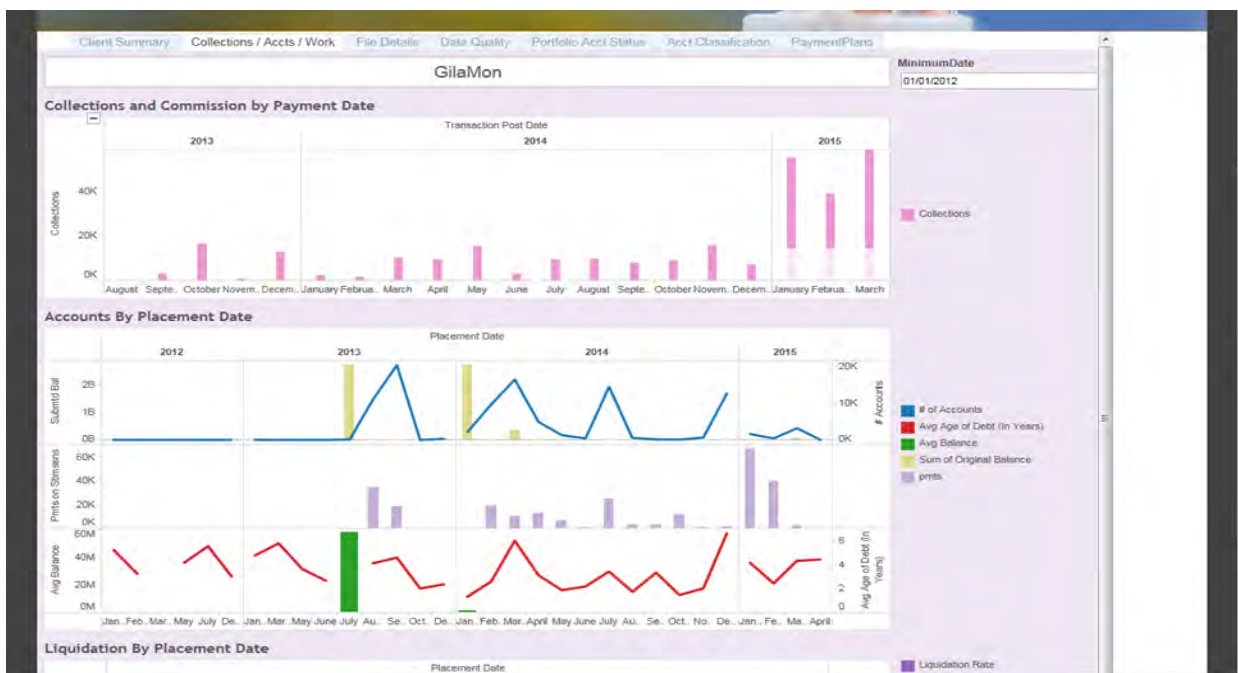 Client Summary Collections / Accts / Work File Details Data Quality Portfolio Acct Status Acct Classification PaymentPlans
GilaMon
MinimumDate
01/01/2012
Collections and Commission by Payment Date
Transaction Post Date
2013 2014 2015
Collections
40K
20K
0K
August Septe.. October Novem.. Decem.. January Februa.. March April May June July August Septe.. October Novem.. Decem.. January Februa.. March
Collections
Accounts By Placement Date
Placement Date
2012 2013 2014 2015
Submtd Bal
2B
1B
0B
20K
10K
0K
# Accounts
Pmts on Sbmsens
60K
40K
20K
0K
Avg Balance
60M
40M
20M
0M
6
4
2
0
Avg Age of Debt (In Years)
Jan.. Feb.. Mar.. May July De.. Jan.. Mar.. May June July Au.. Se.. Oct.. De.. Jan.. Feb.. Mar.. April May June July Au.. Se.. Oct.. No.. De.. Jan.. Fe.. Ma.. April
# of Accounts
Avg Age of Debt (In Years)
Avg Balance
Sum of Original Balance
pmts
Liquidation By Placement Date
Placement Date
Liquidation Rate